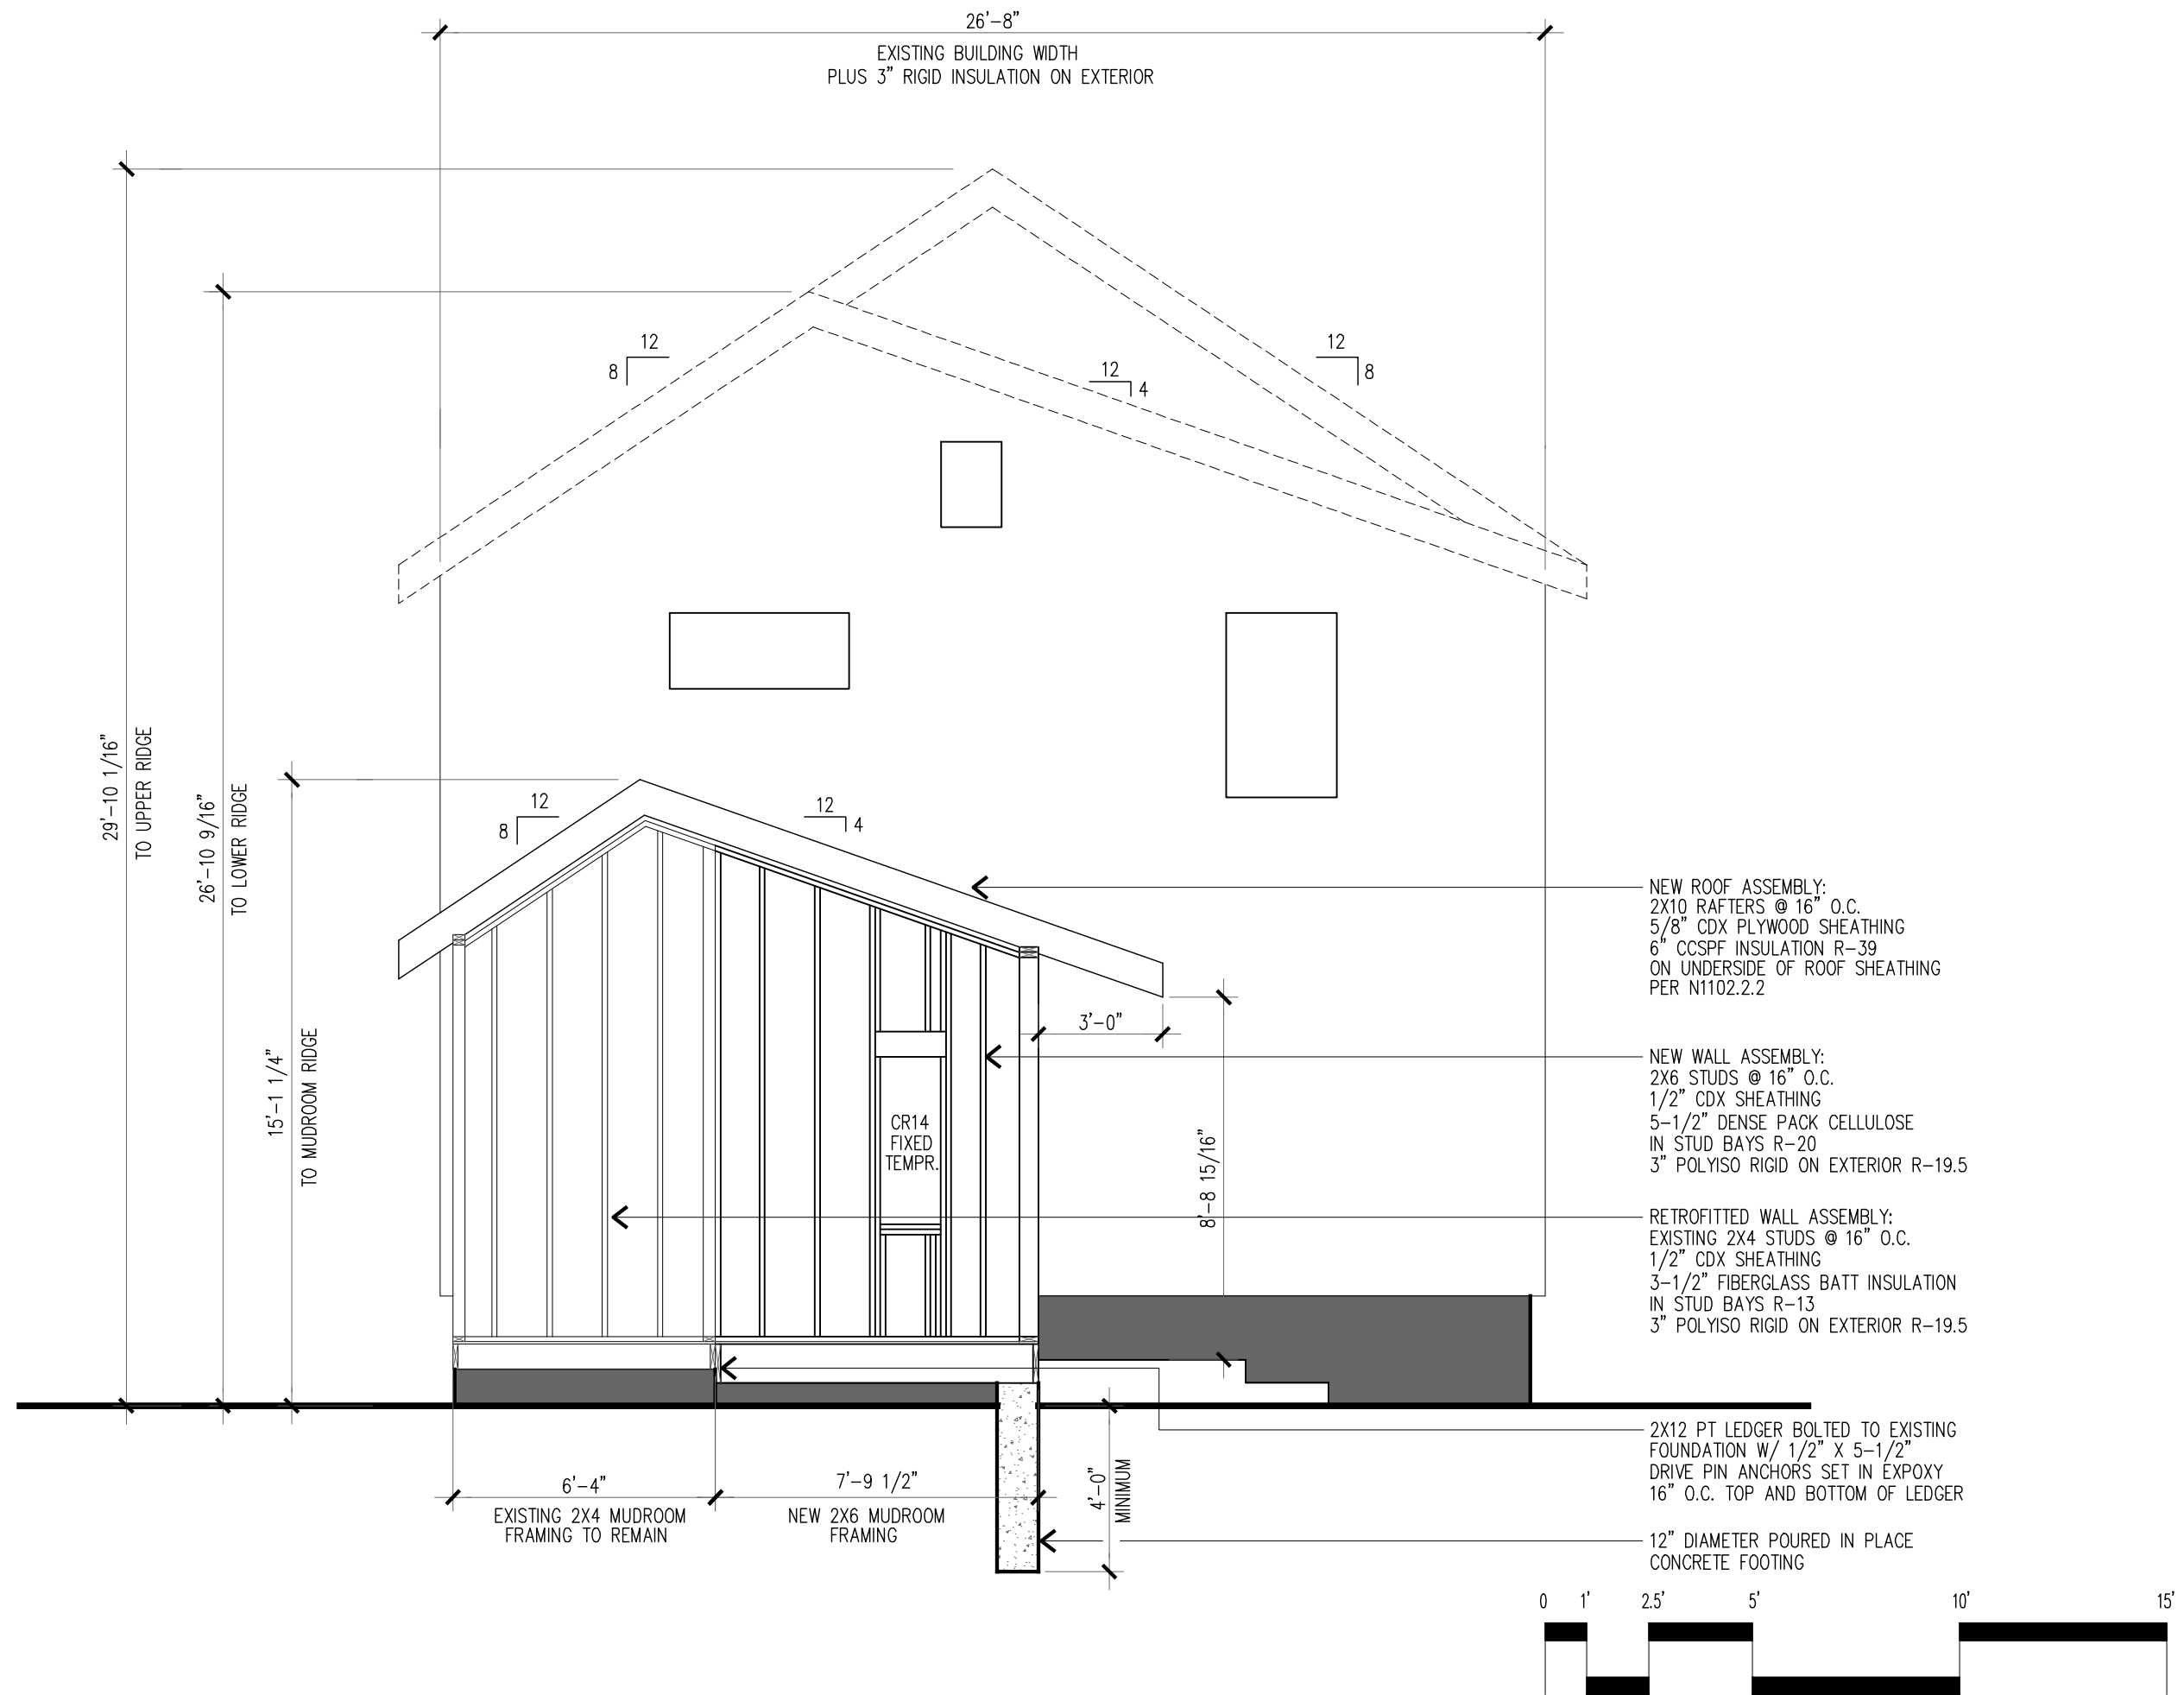 26'-8"
EXISTING BUILDING WIDTH
PLUS 3" RIGID INSULATION ON EXTERIOR
12
8
12
4
12
8
29'-10 1/16"
TO UPPER RIDGE
26'-10 9/16"
TO LOWER RIDGE
15'-1 1/4"
TO MUDROOM RIDGE
12
8
12
4
NEW ROOF ASSEMBLY:
2X10 RAFTERS @ 16" O.C.
5/8" CDX PLYWOOD SHEATHING
6" CCSPF INSULATION R-39
ON UNDERSIDE OF ROOF SHEATHING
PER N1102.2.2
3'-0"
NEW WALL ASSEMBLY:
2X6 STUDS @ 16" O.C.
1/2" CDX SHEATHING
5-1/2" DENSE PACK CELLULOSE
IN STUD BAYS R-20
3" POLYISO RIGID ON EXTERIOR R-19.5
CR14
FIXED
TEMPR.
8'-8 15/16"
RETROFITTED WALL ASSEMBLY:
EXISTING 2X4 STUDS @ 16" O.C.
1/2" CDX SHEATHING
3-1/2" FIBERGLASS BATT INSULATION
IN STUD BAYS R-13
3" POLYISO RIGID ON EXTERIOR R-19.5
2X12 PT LEDGER BOLTED TO EXISTING
FOUNDATION W/ 1/2" X 5-1/2"
DRIVE PIN ANCHORS SET IN EXPOXY
16" O.C. TOP AND BOTTOM OF LEDGER
6'-4"
EXISTING 2X4 MUDROOM
FRAMING TO REMAIN
7'-9 1/2"
NEW 2X6 MUDROOM
FRAMING
4'-0"
MINIMUM
12" DIAMETER POURED IN PLACE
CONCRETE FOOTING
0 1' 2.5' 5' 10' 15'